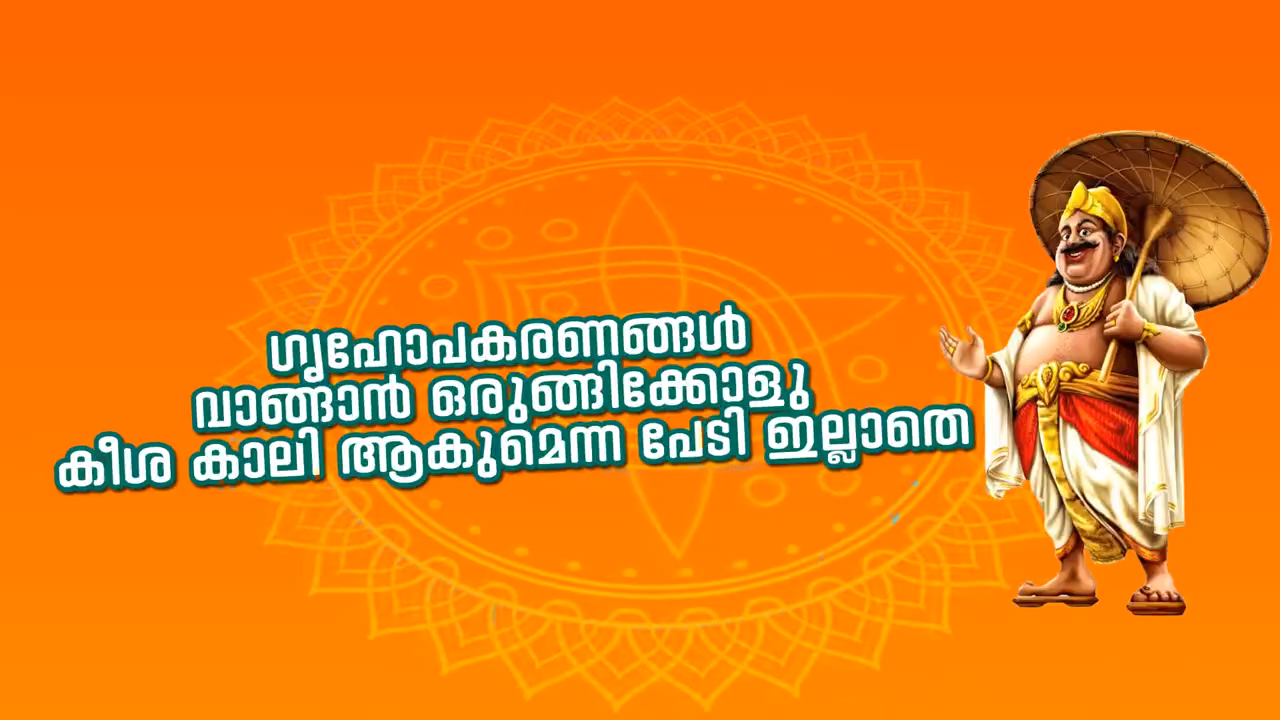 ഗൃഹോപകരണങ്ങൾ
വാങ്ങാൻ ഒരുങ്ങിക്കോളു
കീശ കാലി ആകുമെന്ന പേടി ഇല്ലാതെ